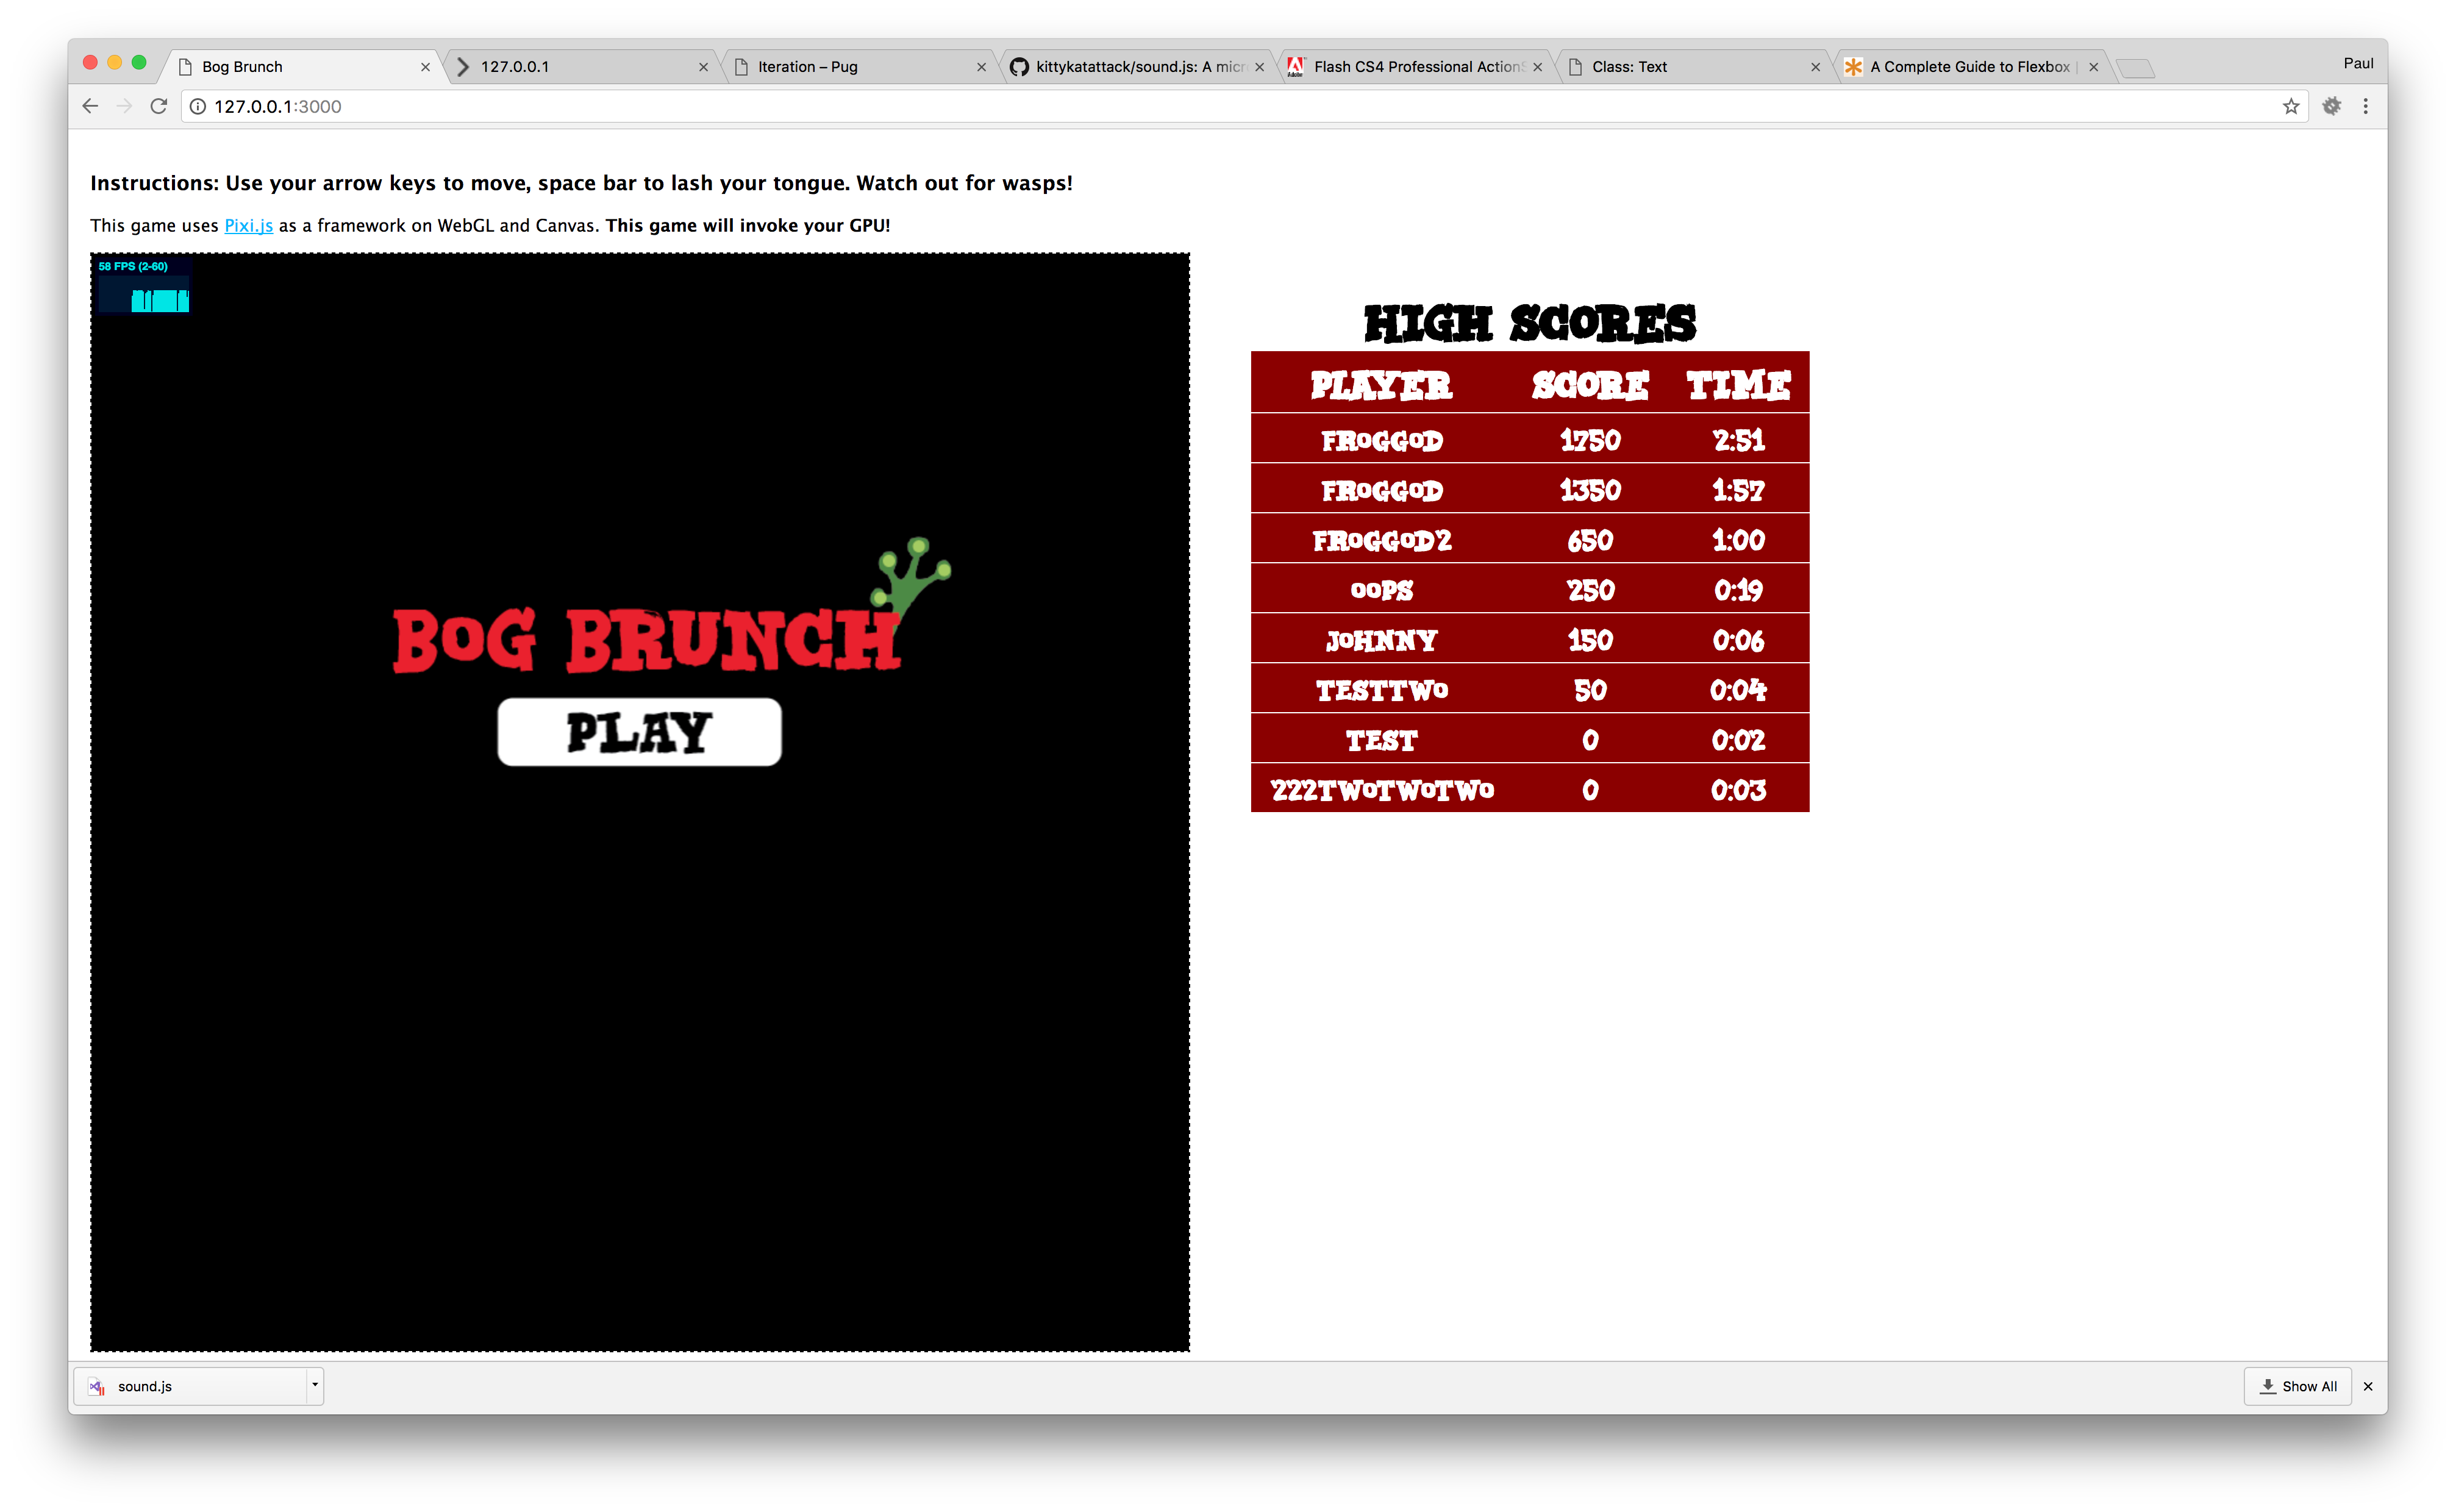 Bog Brunch
127.0.0.1
Iteration – Pug
kittykatattack/sound.js: A micr
Flash CS4 Professional ActionS
Class: Text
A Complete Guide to Flexbox |
Paul
127.0.0.1:3000
Instructions: Use your arrow keys to move, space bar to lash your tongue. Watch out for wasps!
This game uses Pixi.js as a framework on WebGL and Canvas. This game will invoke your GPU!
58 FPS (2-60)
BOG BRUNCH
PLAY
HIGH SCORES
PLAYER SCORE TIME
FROGGOD 1750 2:51
FROGGOD 1350 1:57
FROGGOD2 650 1:00
OOPS 250 0:19
JOHNNY 150 0:06
TESTTWO 50 0:04
TEST 0 0:02
222TWOTWOTWO 0 0:03
sound.js
Show All